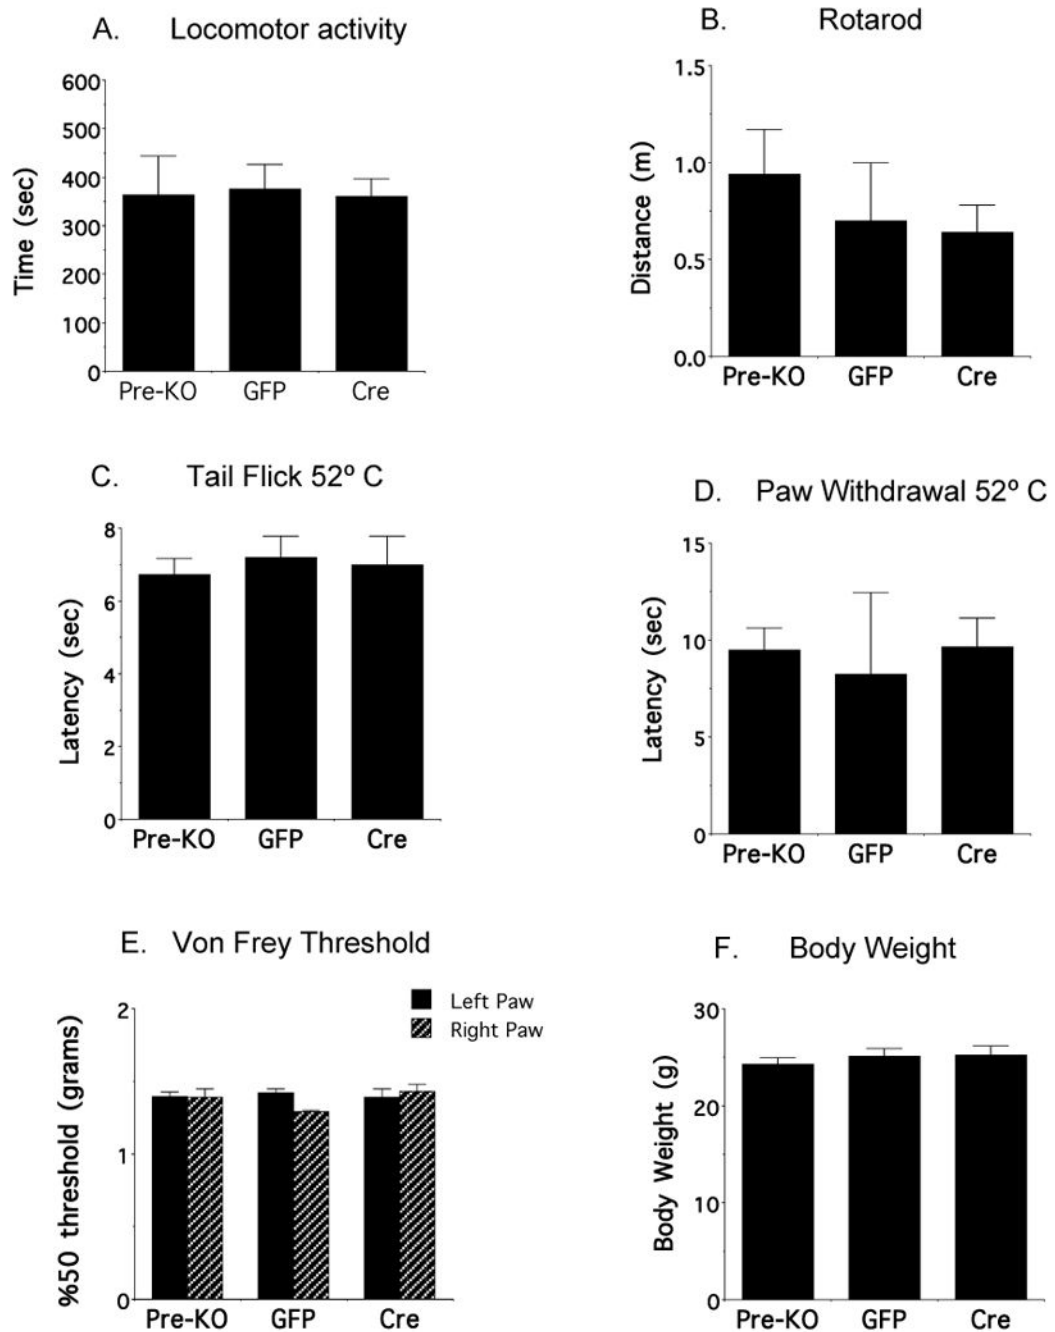 A. Locomotor activity
Time (sec)
600
500
400
300
200
100
0
Pre-KO GFP Cre
B. Rotarod
Distance (m)
1.5
1.0
0.5
0.0
Pre-KO GFP Cre
C. Tail Flick 52º C
Latency (sec)
8
6
4
2
0
Pre-KO GFP Cre
D. Paw Withdrawal 52º C
Latency (sec)
15
10
5
0
Pre-KO GFP Cre
E. Von Frey Threshold
Left Paw
Right Paw
%50 threshold (grams)
2
1
0
Pre-KO GFP Cre
F. Body Weight
Body Weight (g)
30
20
10
0
Pre-KO GFP Cre